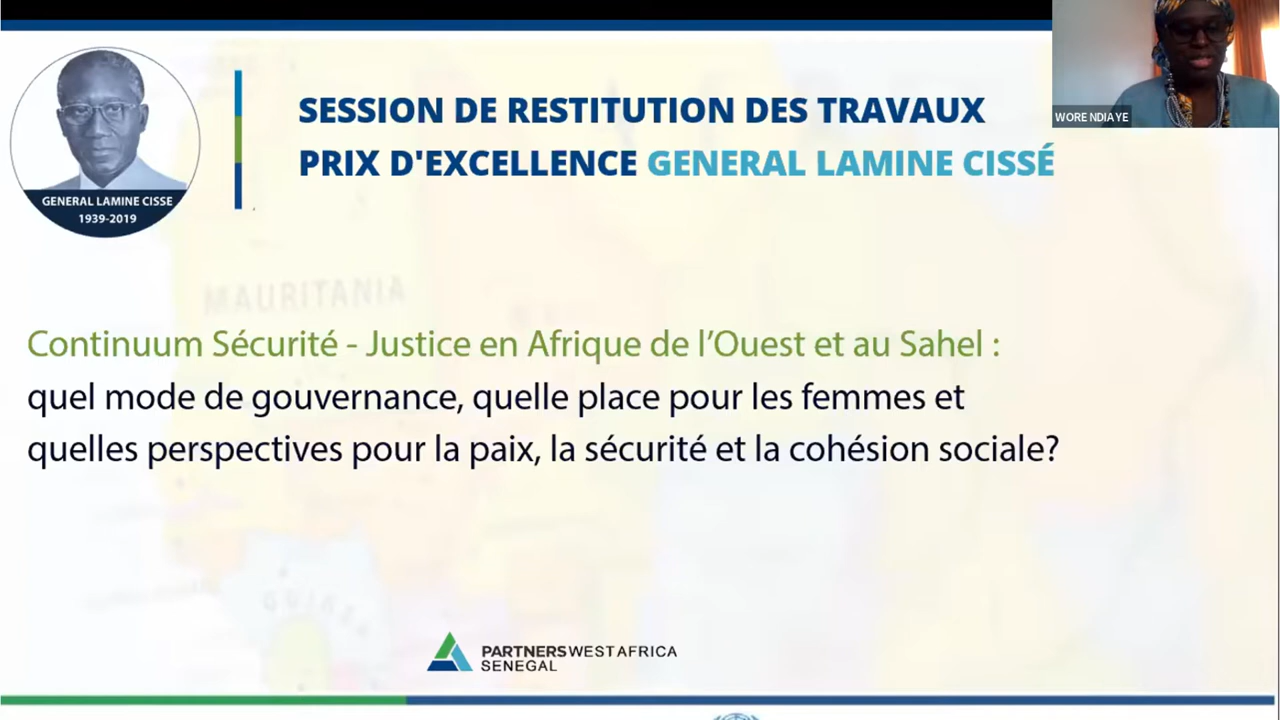 SESSION DE RESTITUTION DES TRAVAUX
PRIX D'EXCELLENCE GENERAL LAMINE CISSÉ
WORE NDIAYE
GENERAL LAMINE CISSE
1939-2019
MAURITANIA
Continuum Sécurité - Justice en Afrique de l'Ouest et au Sahel :
quel mode de gouvernance, quelle place pour les femmes et
quelles perspectives pour la paix, la sécurité et la cohésion sociale?
GUINEA
PARTNERS WEST AFRICA
SENEGAL